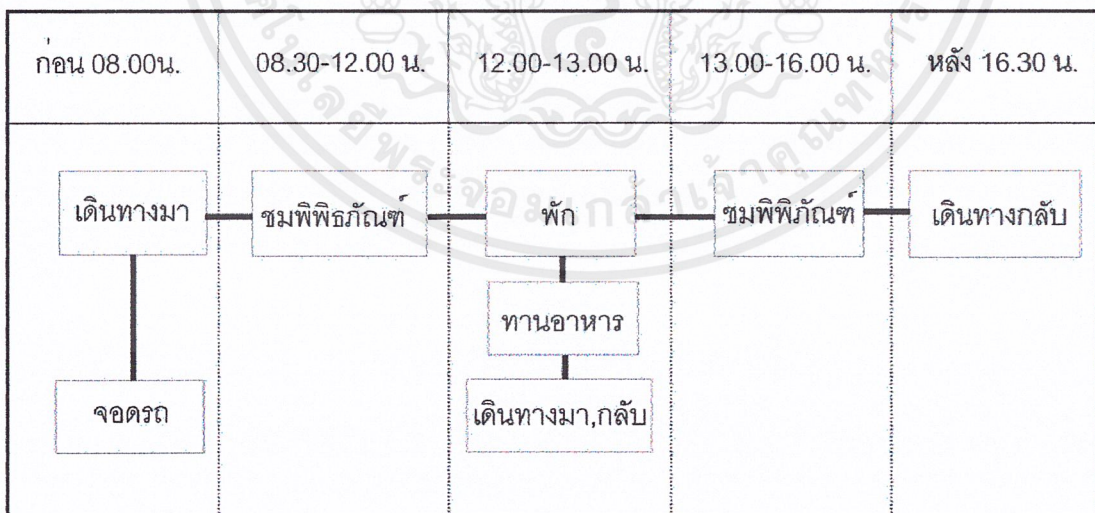 ก่อน 08.00น. 08.30-12.00 น. 12.00-13.00 น. 13.00-16.00 น. หลัง 16.30 น.
เดินทางมา ชมพิพิธภัณฑ์ พัก ชมพิพิภัณฑ์ เดินทางกลับ
ทานอาหาร
จอดรถ เดินทางมา,กลับ